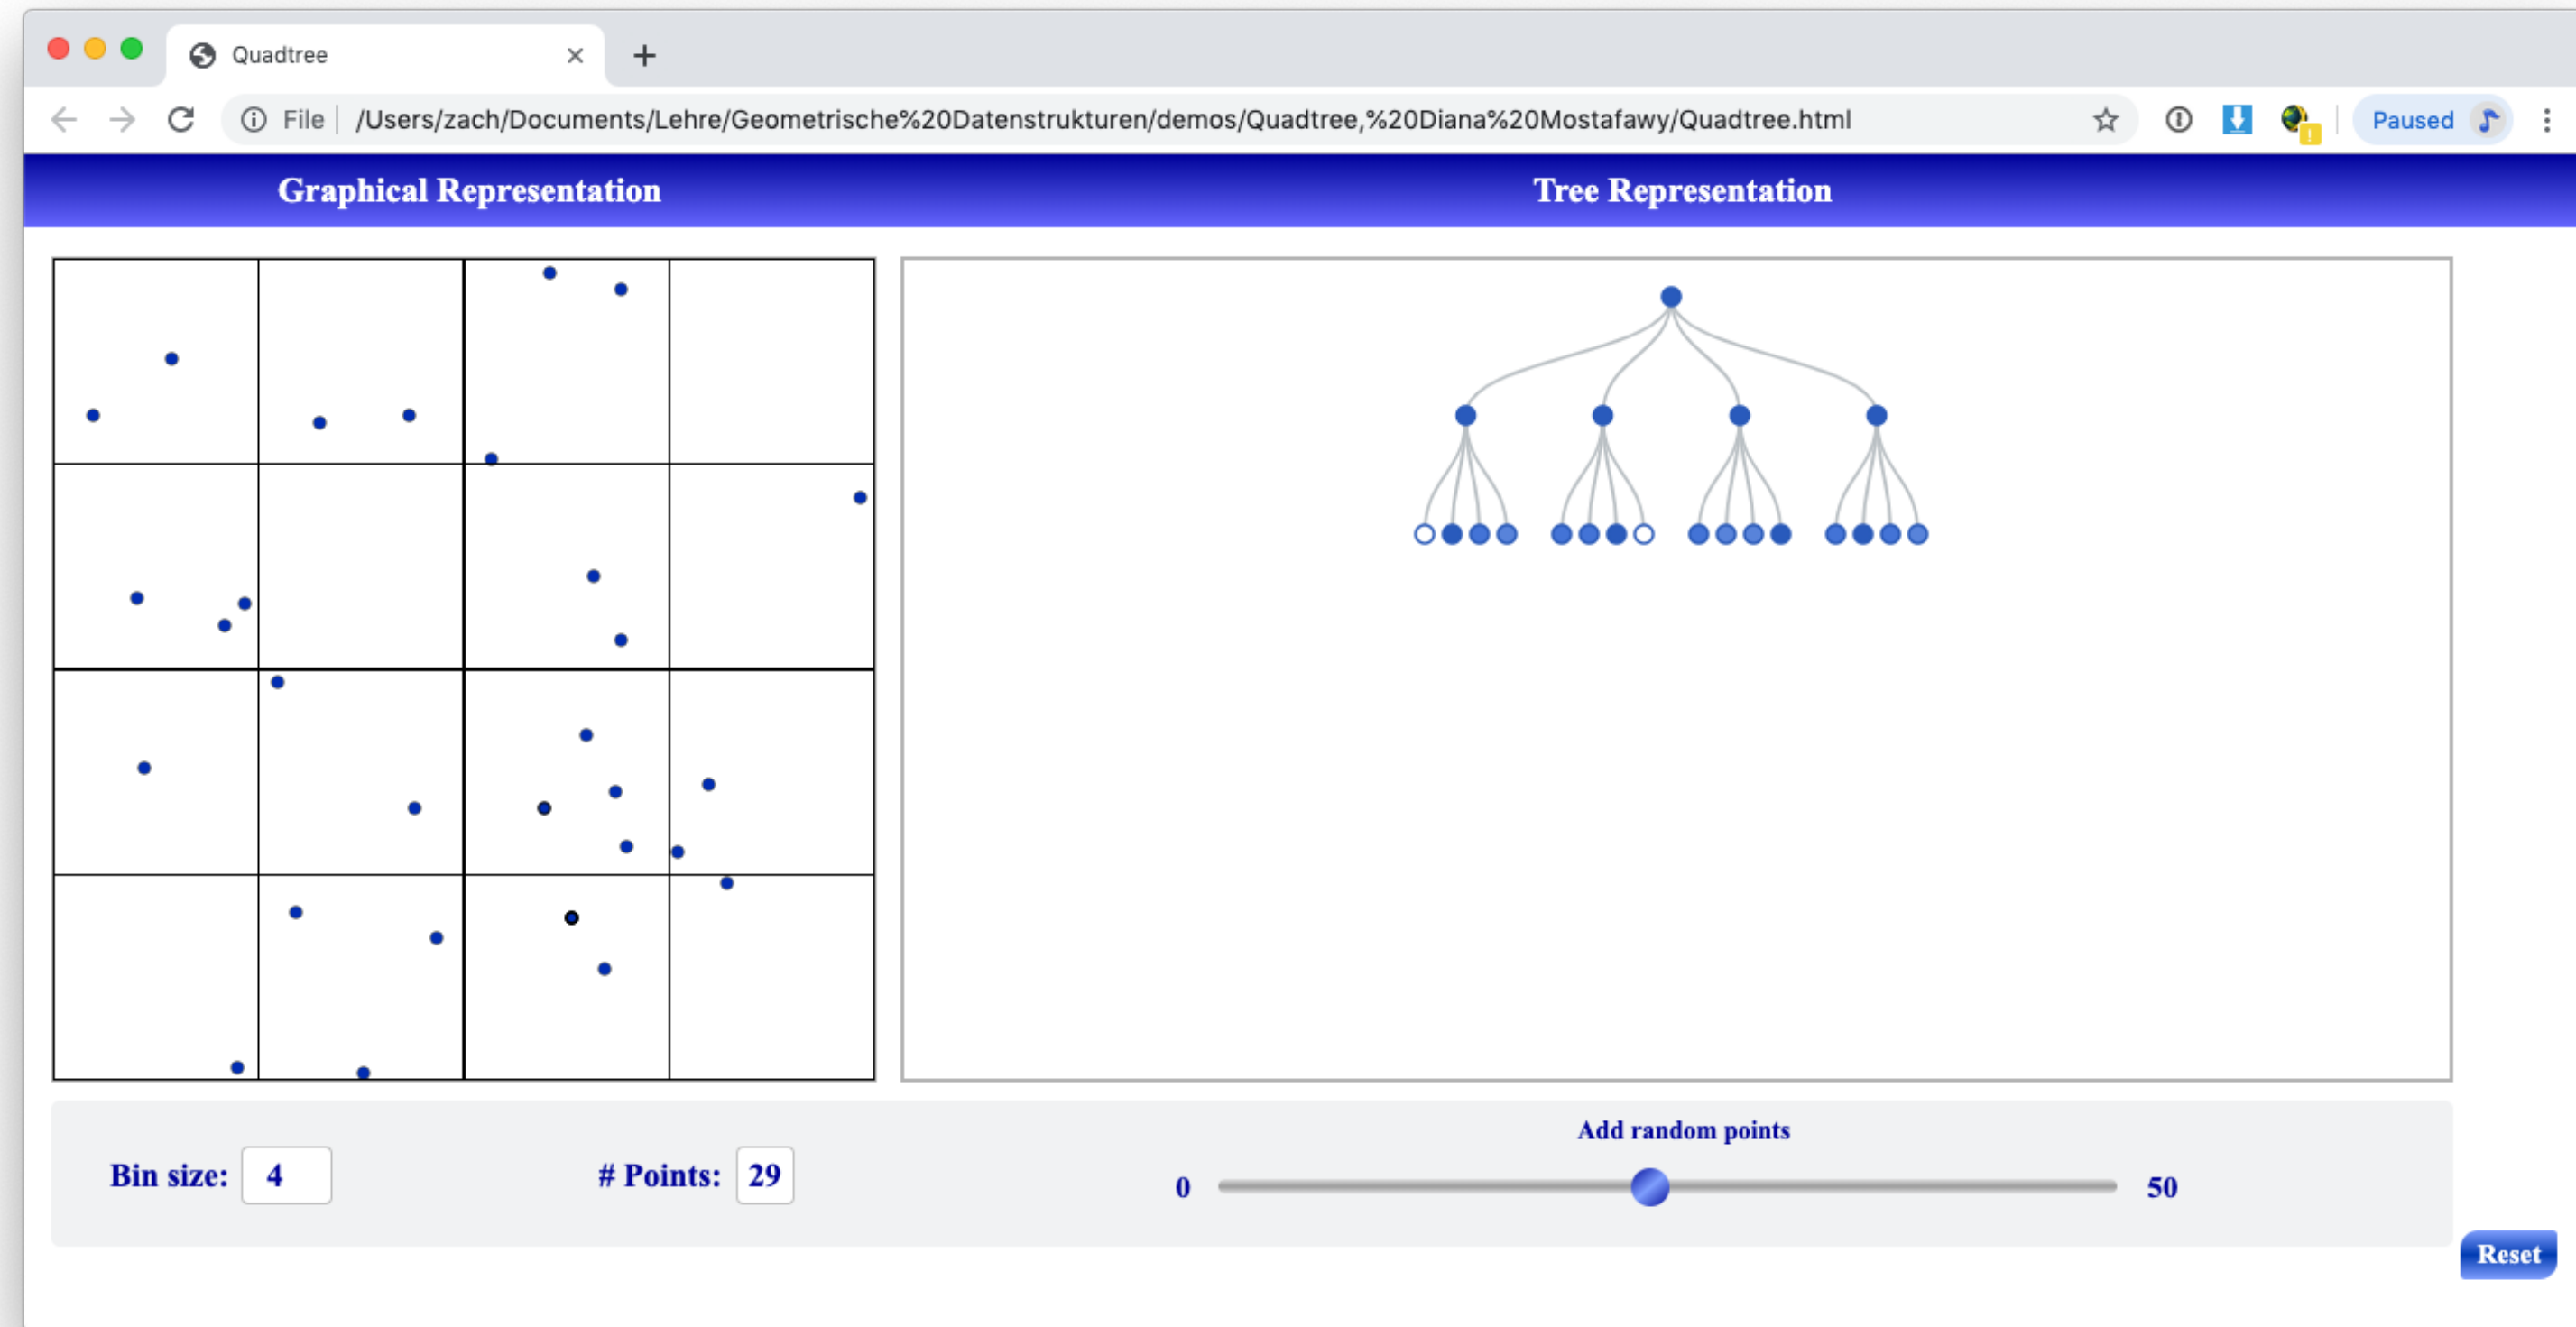 Quadtree
File /Users/zach/Documents/Lehre/Geometrische%20Datenstrukturen/demos/Quadtree,%20Diana%20Mostafawy/Quadtree.html
Paused
Graphical Representation
Tree Representation
Add random points
Bin size: 4
# Points: 29
0
50
Reset